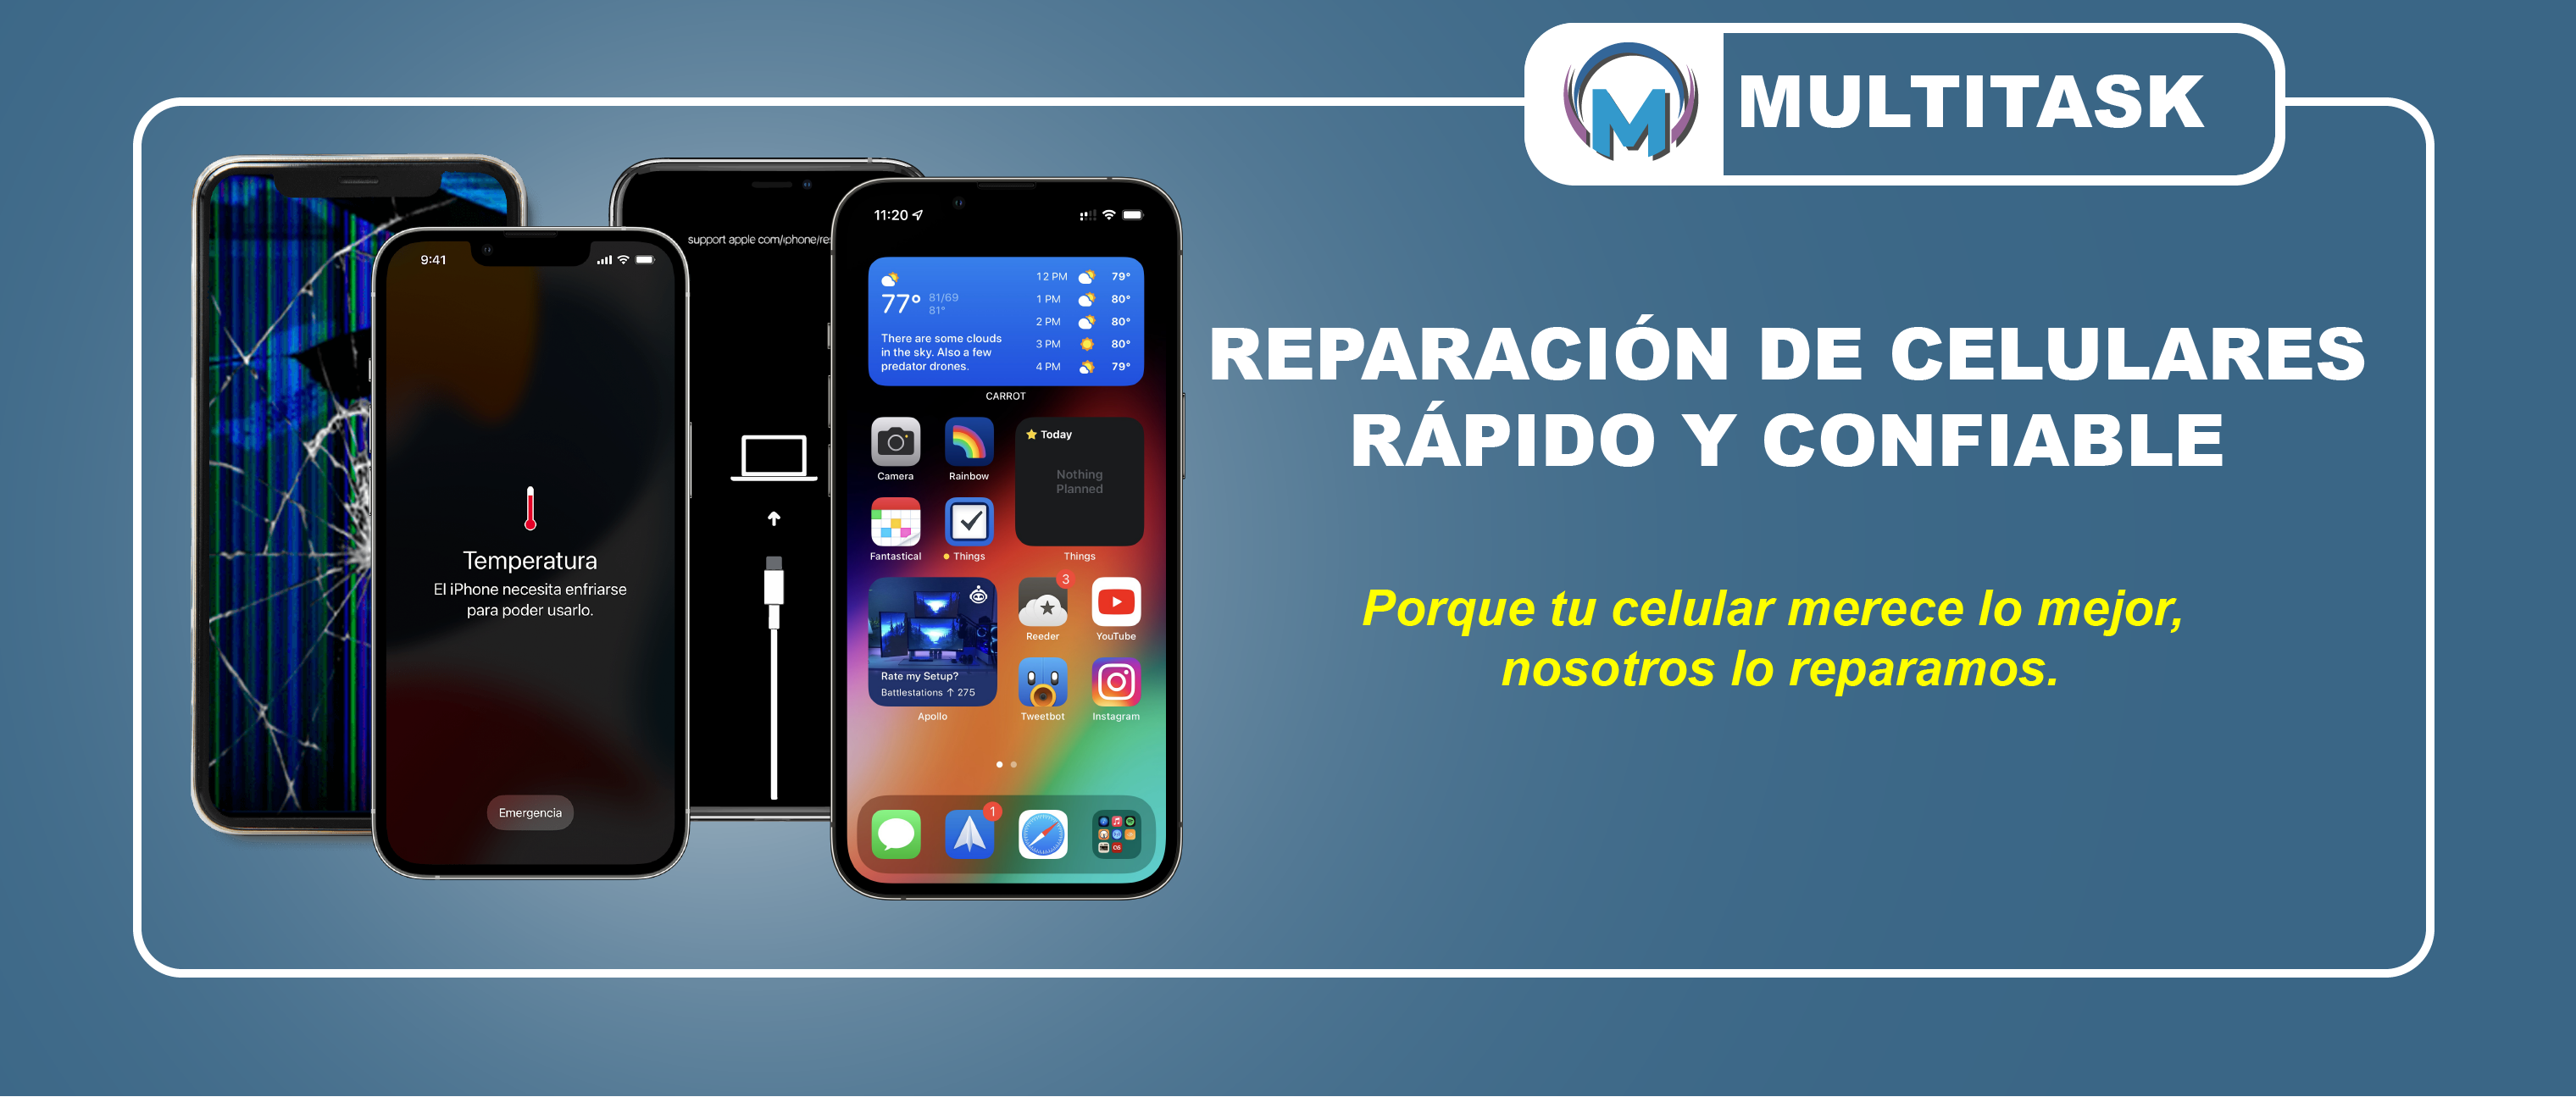 MULTITASK
REPARACIÓN DE CELULARES
RÁPIDO Y CONFIABLE
Porque tu celular merece lo mejor,
nosotros lo reparamos.
9:41
Temperatura
El iPhone necesita enfriarse
para poder usarlo.
Emergencia
support apple com/iphone/re
11:20
77° 81/69
81°
There are some clouds
in the sky. Also a few
predator drones.
12 PM 79°
1 PM 80°
2 PM 80°
3 PM 80°
4 PM 79°
CARROT
Camera
Rainbow
Today
Nothing
Planned
Fantastical
Things
Things
Rate my Setup?
Battlestations ↑ 275
Apollo
3
Reeder
YouTube
Tweetbot
Instagram
1